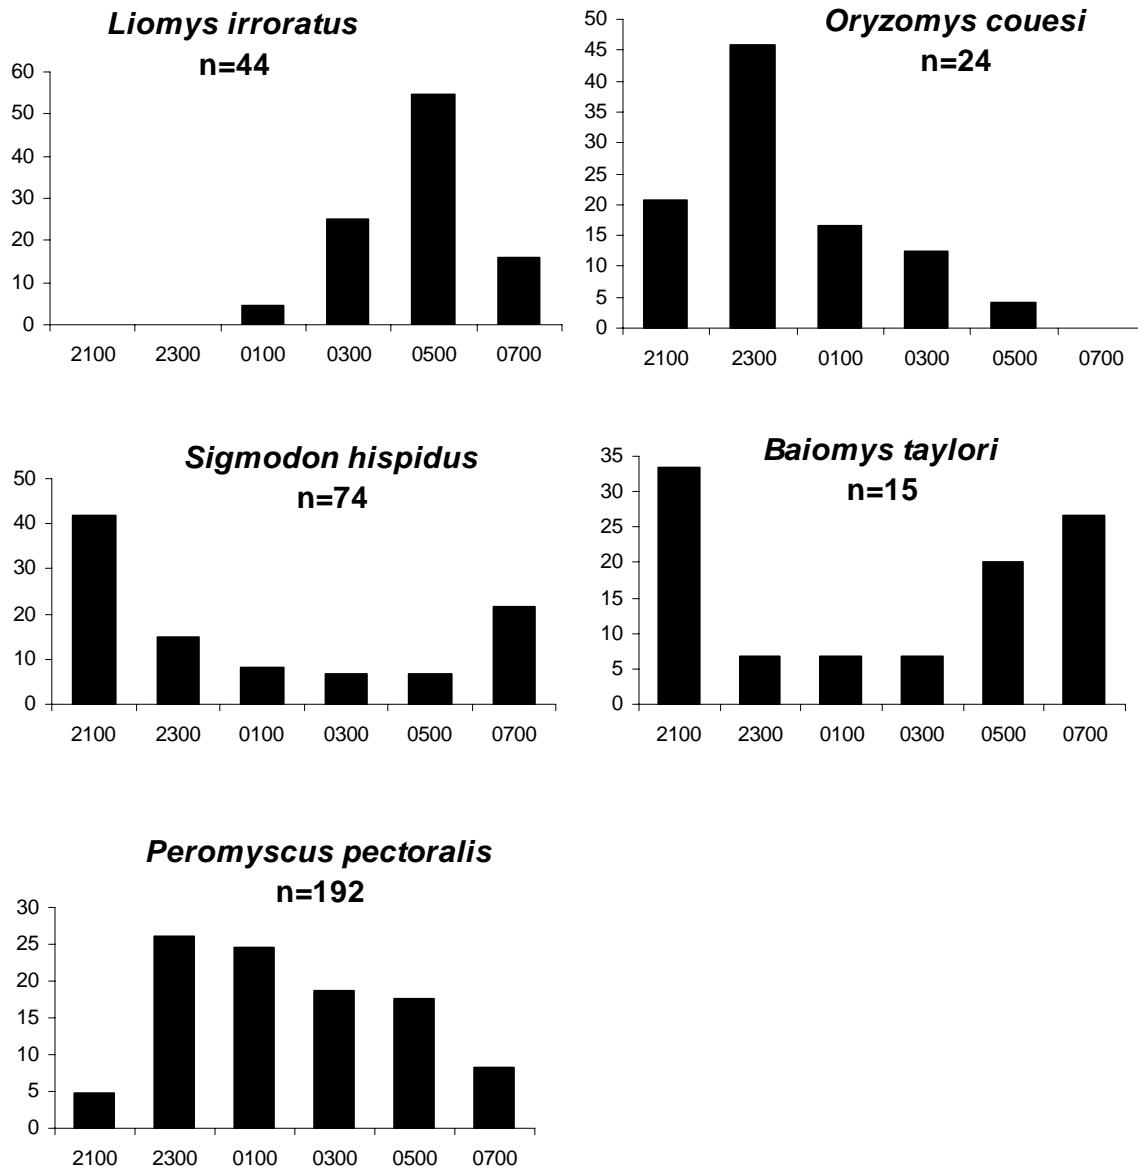 Liomys irroratus
n=44
60
50
40
30
20
10
0
2100 2300 0100 0300 0500 0700
Oryzomys couesi
n=24
50
45
40
35
30
25
20
15
10
5
0
2100 2300 0100 0300 0500 0700
Sigmodon hispidus
n=74
50
40
30
20
10
0
2100 2300 0100 0300 0500 0700
Baiomys taylori
n=15
35
30
25
20
15
10
5
0
2100 2300 0100 0300 0500 0700
Peromyscus pectoralis
n=192
30
25
20
15
10
5
0
2100 2300 0100 0300 0500 0700